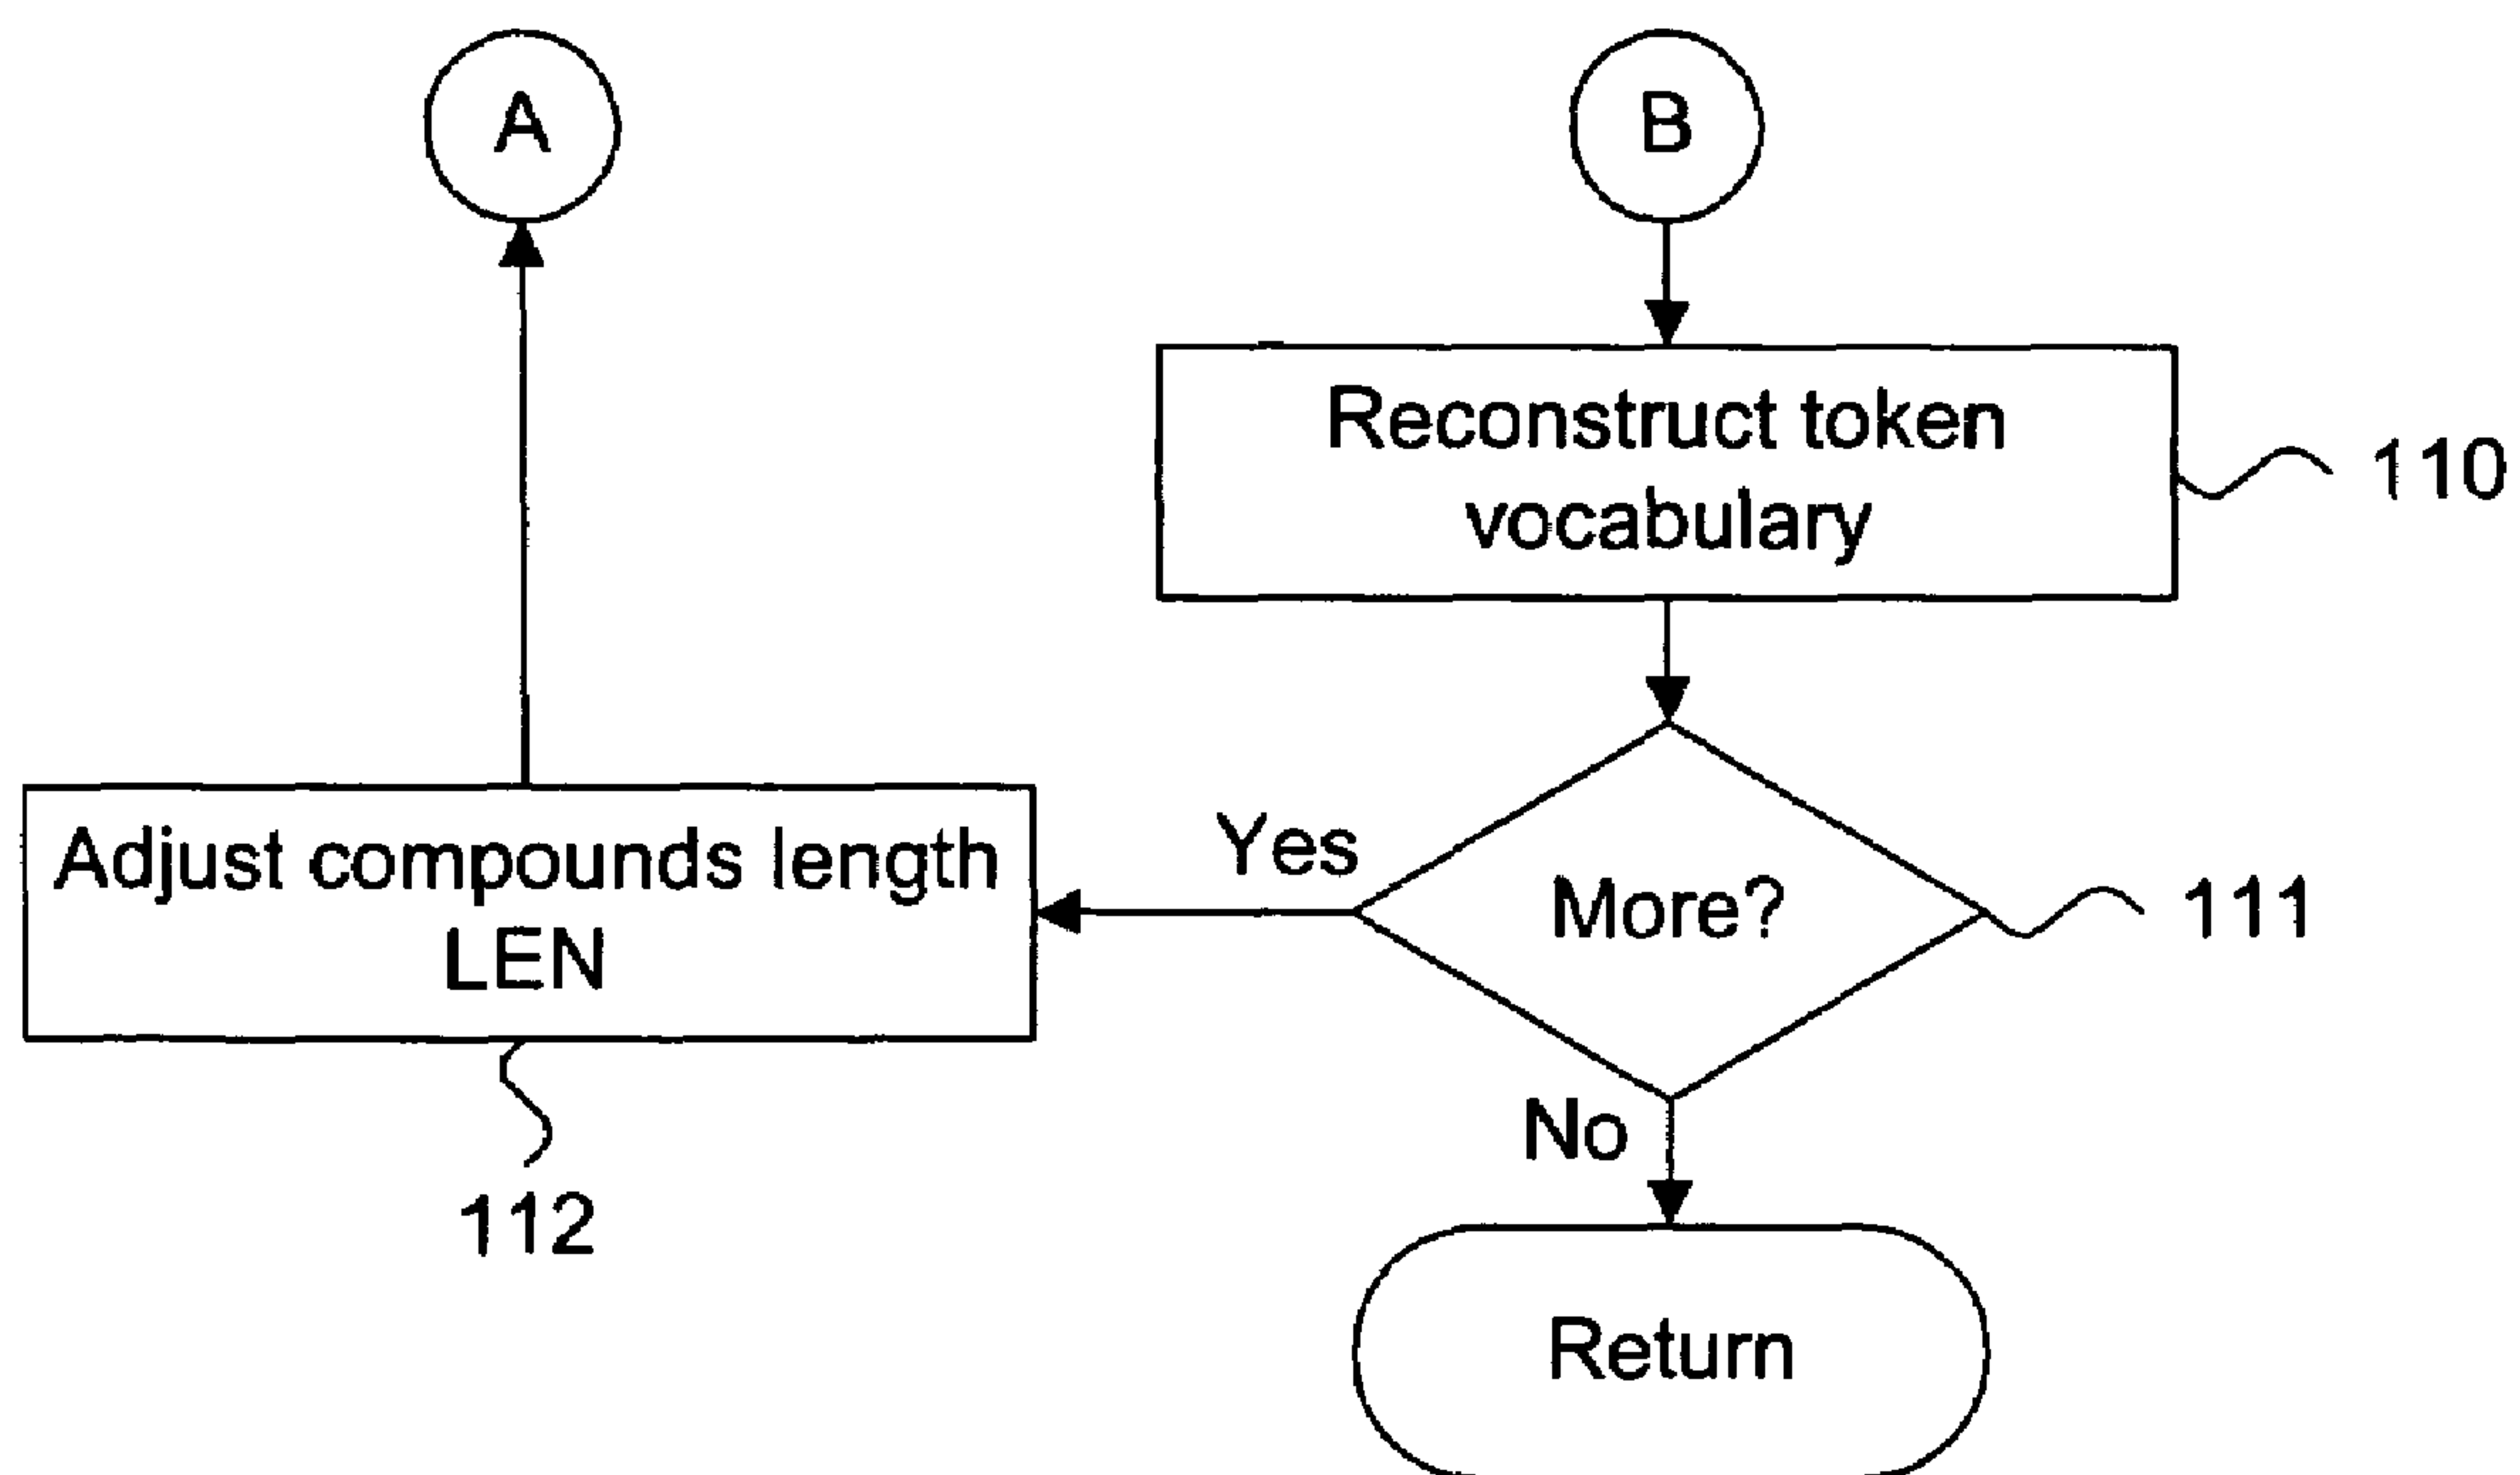 A
B
Reconstruct token
vocabulary
110
Yes
More?
111
Adjust compounds length
LEN
112
No
Return